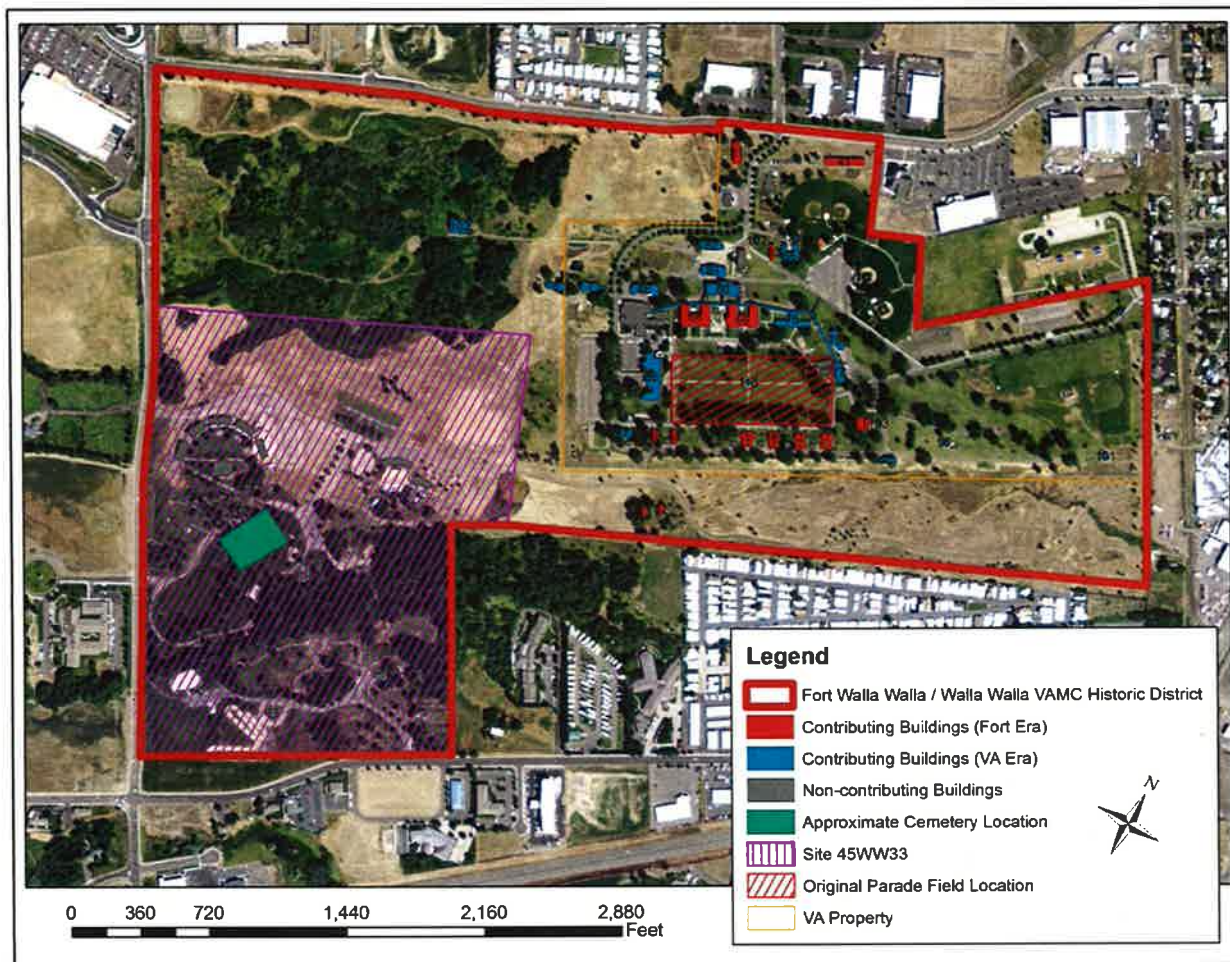 Legend
Fort Walla Walla / Walla Walla VAMC Historic District
Contributing Buildings (Fort Era)
Contributing Buildings (VA Era)
Non-contributing Buildings
Approximate Cemetery Location
Site 45WW33
Original Parade Field Location
VA Property
N
0 360 720 1,440 2,160 2,880
Feet